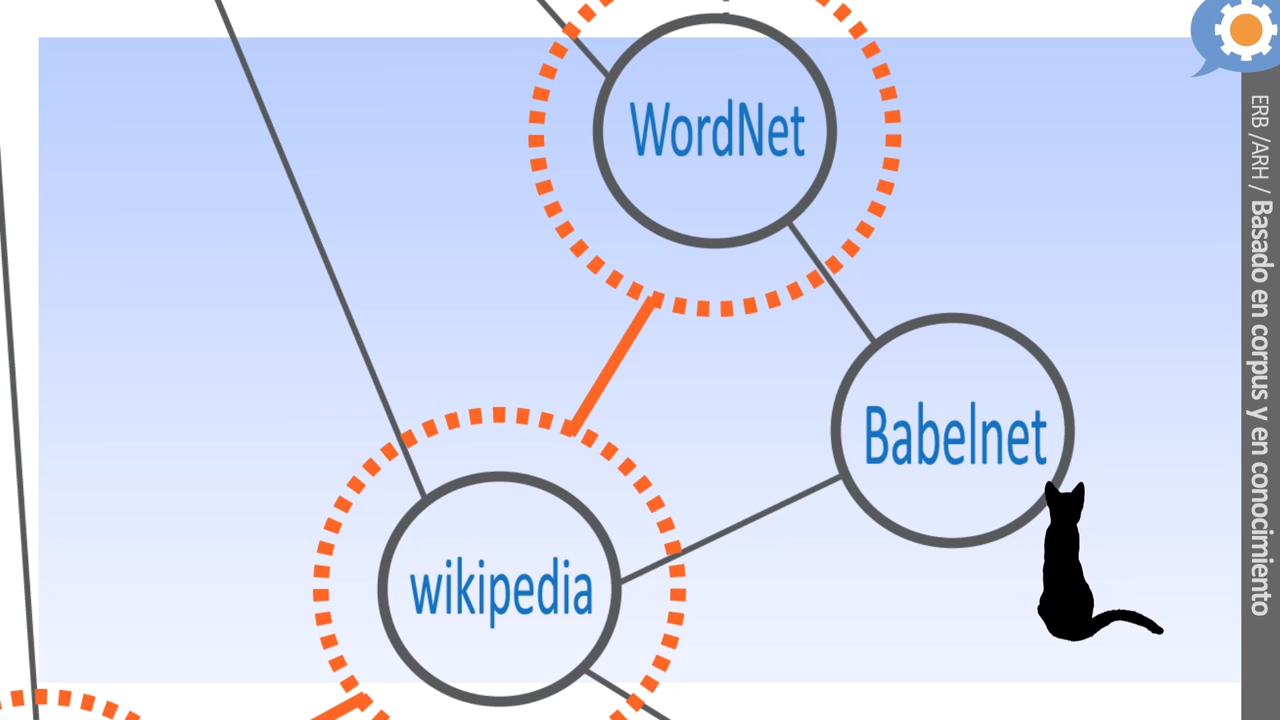 WordNet
Babelnet
wikipedia
ERB /ARH / Basado en corpus y en conocimiento